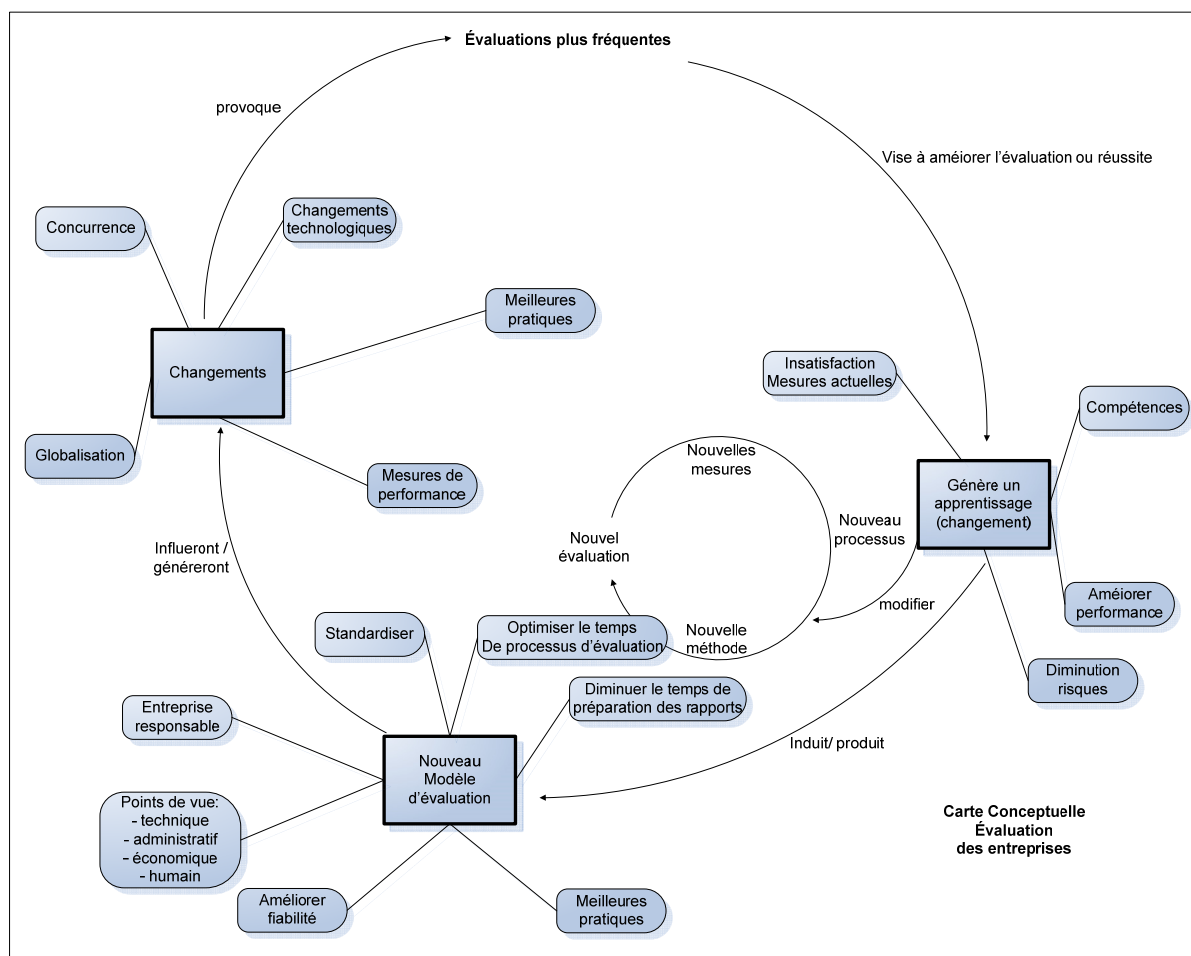 Évaluations plus fréquentes
provoque
Vise à améiorer l'évaluation ou réussite
Concurrence
Changements
technologiques
Meilleures
pratiques
Changements
Globalisation
Mesures de
performance
Insatisfaction
Mesures actuelles
Compétences
Génère un
apprentissage
(changement)
Améliorer
performance
Diminution
risques
Nouvelles
mesures
Nouveau
processus
Nouvel
évaluation
modifier
Nouvelle
méthode
Influeront /
généreront
Standardiser
Optimiser le temps
De processus d'évaluation
Diminuer le temps de
préparation des rapports
Entreprise
responsable
Nouveau
Modèle
d'évaluation
Induit/ produit
Points de vue:
- technique
- administratif
- économique
- humain
Améliorer
fiabilité
Meilleures
pratiques
Carte Conceptuelle
Évaluation
des entreprises